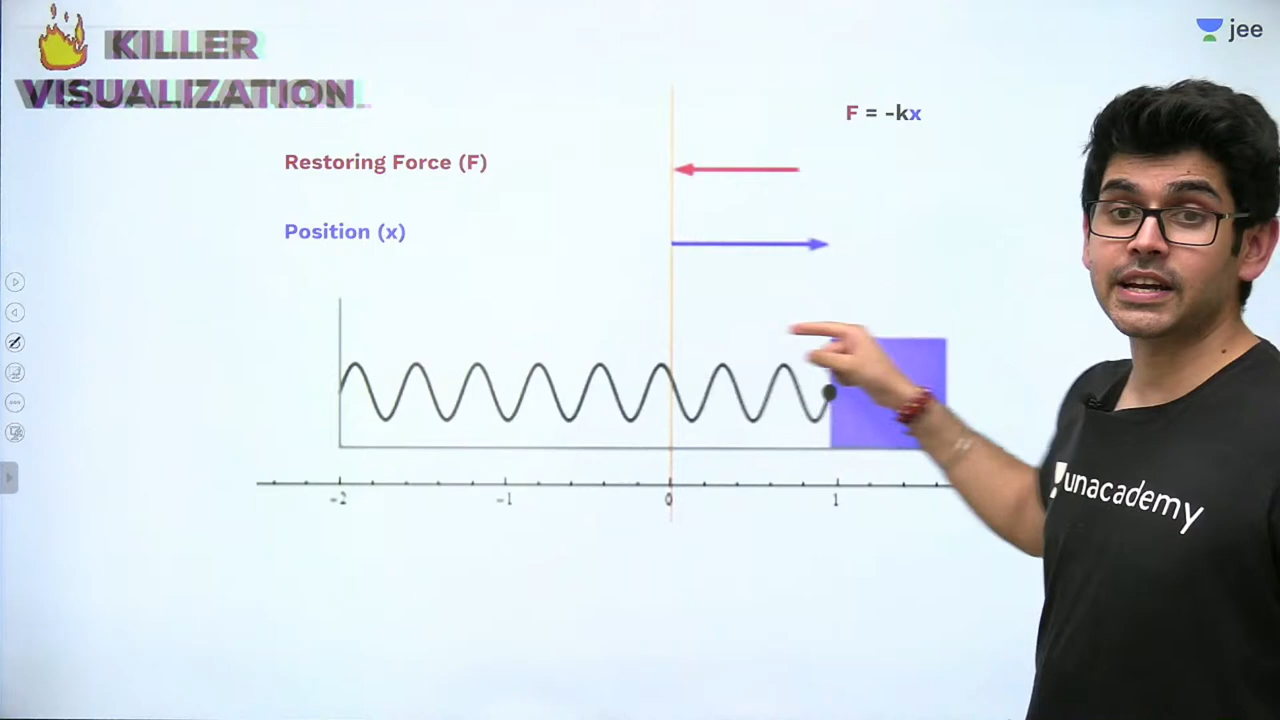 KILLER
VISUALIZATION
jee
F = -kx
Restoring Force (F)
Position (x)
-2 -1 0 1
unacademy